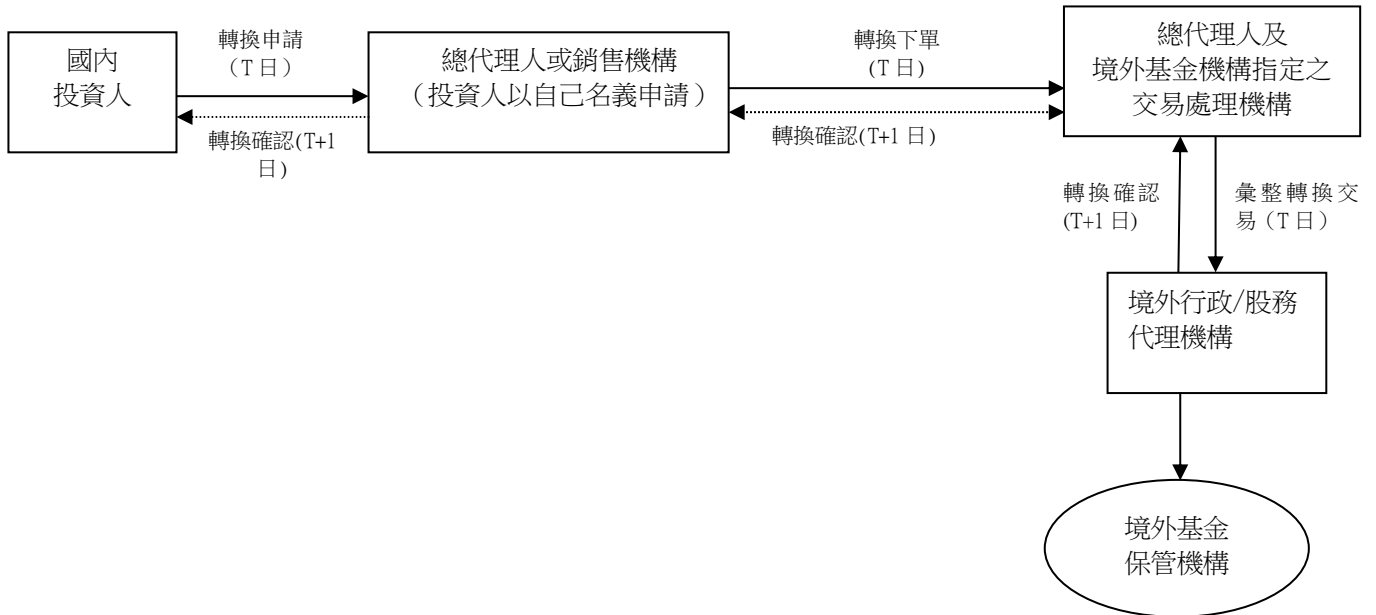 國內
投資人
轉換申請
（T 日）
轉換確認(T+1
日)
總代理人或銷售機構
（投資人以自己名義申請）
轉換下單
(T 日)
轉換確認(T+1 日)
總代理人及
境外基金機構指定之
交易處理機構
轉換確認
(T+1 日)
彙整轉換交
易（T 日）
境外行政/股務
代理機構
境外基金
保管機構